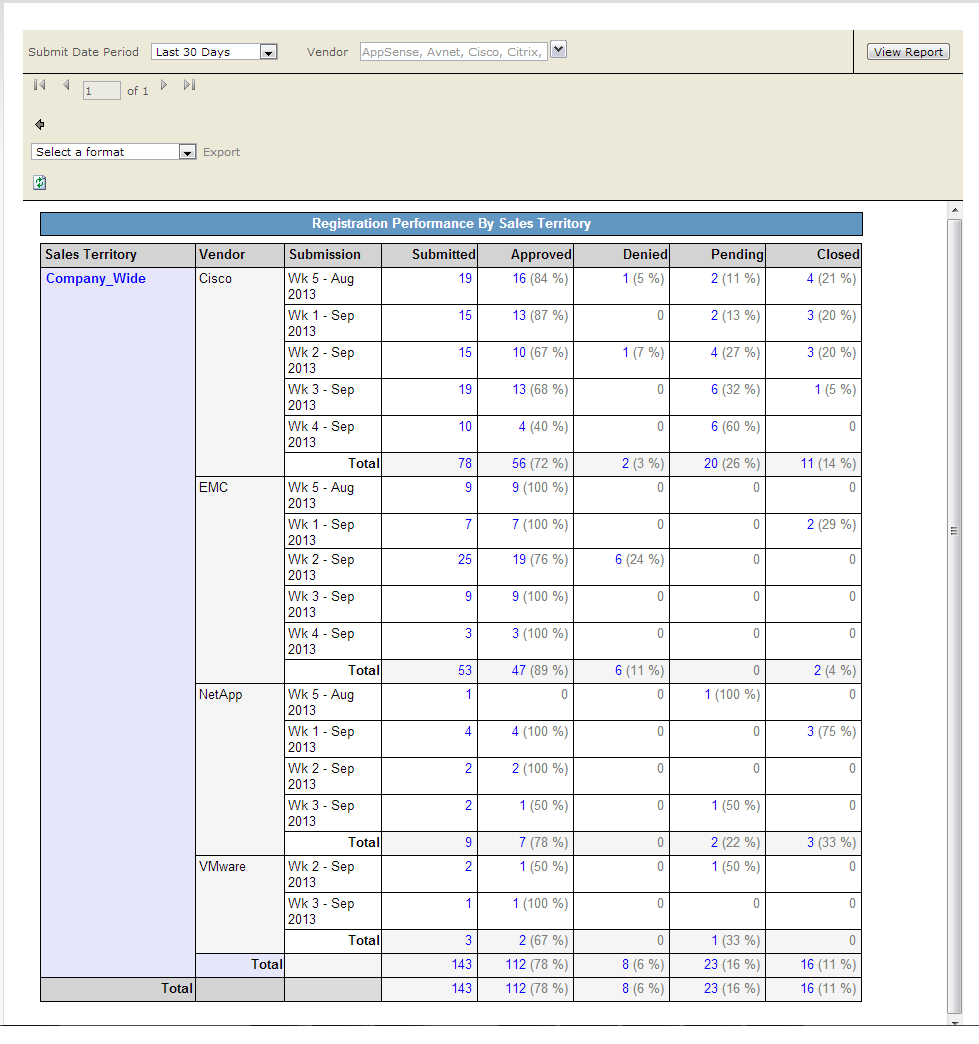 Submit Date Period Last 30 Days Vendor AppSense, Avnet, Cisco, Citrix, View Report
1 of 1
Select a format Export
Registration Performance By Sales Territory
Sales Territory Vendor Submission Submitted Approved Denied Pending Closed
Company_Wide Cisco Wk 5 - Aug 19 16 (84 %) 1 (5 %) 2 (11 %) 4 (21 %)
2013
Wk 1 - Sep 15 13 (87 %) 0 2 (13 %) 3 (20 %)
2013
Wk 2 - Sep 15 10 (67 %) 1 (7 %) 4 (27 %) 3 (20 %)
2013
Wk 3 - Sep 19 13 (68 %) 0 6 (32 %) 1 (5 %)
2013
Wk 4 - Sep 10 4 (40 %) 0 6 (60 %) 0
2013
Total 78 56 (72 %) 2 (3 %) 20 (26 %) 11 (14 %)
EMC Wk 5 - Aug 9 9 (100 %) 0 0 0
2013
Wk 1 - Sep 7 7 (100 %) 0 0 2 (29 %)
2013
Wk 2 - Sep 25 19 (76 %) 6 (24 %) 0 0
2013
Wk 3 - Sep 9 9 (100 %) 0 0 0
2013
Wk 4 - Sep 3 3 (100 %) 0 0 0
2013
Total 53 47 (89 %) 6 (11 %) 0 2 (4 %)
NetApp Wk 5 - Aug 1 0 0 1 (100 %) 0
2013
Wk 1 - Sep 4 4 (100 %) 0 0 3 (75 %)
2013
Wk 2 - Sep 2 2 (100 %) 0 0 0
2013
Wk 3 - Sep 2 1 (50 %) 0 1 (50 %) 0
2013
Total 9 7 (78 %) 0 2 (22 %) 3 (33 %)
VMware Wk 2 - Sep 2 1 (50 %) 0 1 (50 %) 0
2013
Wk 3 - Sep 1 1 (100 %) 0 0 0
2013
Total 3 2 (67 %) 0 1 (33 %) 0
Total 143 112 (78 %) 8 (6 %) 23 (16 %) 16 (11 %)
Total 143 112 (78 %) 8 (6 %) 23 (16 %) 16 (11 %)